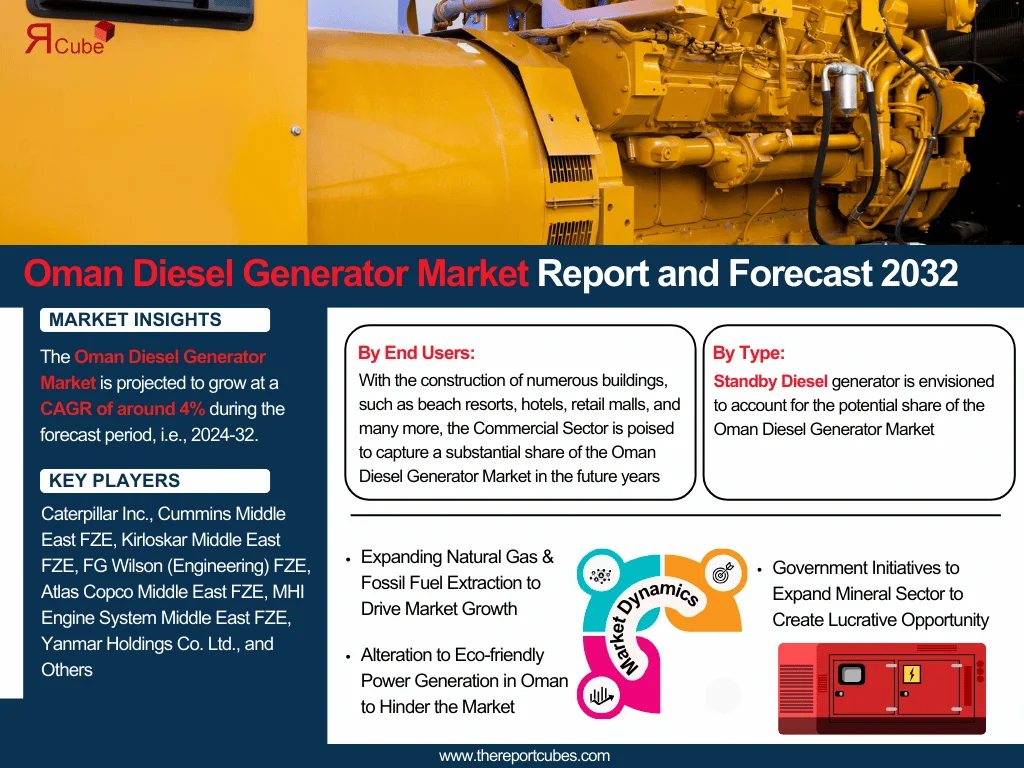 ЯCube
Oman Diesel Generator Market Report and Forecast 2032
MARKET INSIGHTS
The Oman Diesel Generator
Market is projected to grow at a
CAGR of around 4% during the
forecast period, i.e., 2024-32.
KEY PLAYERS
Caterpillar Inc., Cummins Middle
East FZE, Kirloskar Middle East
FZE, FG Wilson (Engineering) FZE,
Atlas Copco Middle East FZE, MHI
Engine System Middle East FZE,
Yanmar Holdings Co. Ltd., and
Others
By End Users:
With the construction of numerous buildings,
such as beach resorts, hotels, retail malls, and
many more, the Commercial Sector is poised
to capture a substantial share of the Oman
Diesel Generator Market in the future years
By Type:
Standby Diesel generator is envisioned
to account for the potential share of the
Oman Diesel Generator Market
• Expanding Natural Gas &
Fossil Fuel Extraction to
Drive Market Growth
• Alteration to Eco-friendly
Power Generation in Oman
to Hinder the Market
Market Dynamics
• Government Initiatives to
Expand Mineral Sector to
Create Lucrative Opportunity
www.thereportcubes.com